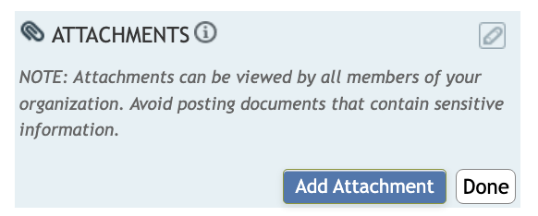 ATTACHMENTS
NOTE: Attachments can be viewed by all members of your
organization. Avoid posting documents that contain sensitive
information.
Add Attachment Done